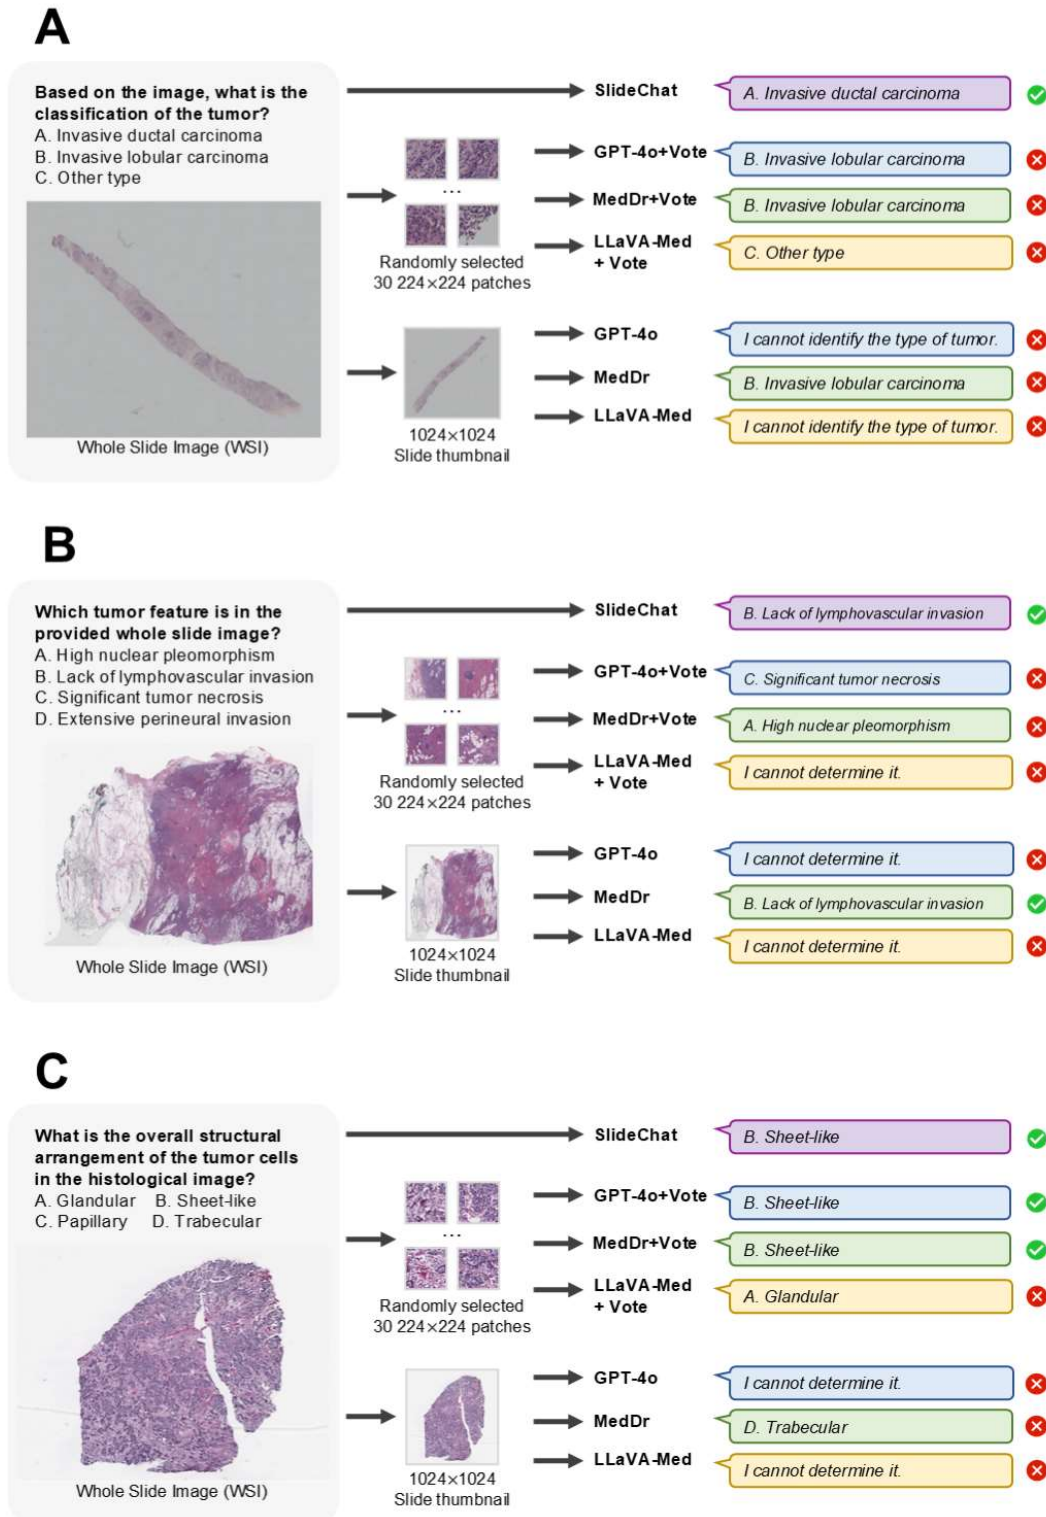 A
Based on the image, what is the
classification of the tumor?
A. Invasive ductal carcinoma
B. Invasive lobular carcinoma
C. Other type
Whole Slide Image (WSI)
...
Randomly selected
30 224×224 patches
1024×1024
Slide thumbnail
SlideChat
A. Invasive ductal carcinoma
GPT-4o+Vote
B. Invasive lobular carcinoma
MedDr+Vote
B. Invasive lobular carcinoma
LLaVA-Med
+ Vote
C. Other type
GPT-4o
I cannot identify the type of tumor.
MedDr
B. Invasive lobular carcinoma
LLaVA-Med
I cannot identify the type of tumor.
B
Which tumor feature is in the
provided whole slide image?
A. High nuclear pleomorphism
B. Lack of lymphovascular invasion
C. Significant tumor necrosis
D. Extensive perineural invasion
Whole Slide Image (WSI)
...
Randomly selected
30 224×224 patches
1024×1024
Slide thumbnail
SlideChat
B. Lack of lymphovascular invasion
GPT-4o+Vote
C. Significant tumor necrosis
MedDr+Vote
A. High nuclear pleomorphism
LLaVA-Med
+ Vote
I cannot determine it.
GPT-4o
I cannot determine it.
MedDr
B. Lack of lymphovascular invasion
LLaVA-Med
I cannot determine it.
C
What is the overall structural
arrangement of the tumor cells
in the histological image?
A. Glandular B. Sheet-like
C. Papillary D. Trabecular
Whole Slide Image (WSI)
...
Randomly selected
30 224×224 patches
1024×1024
Slide thumbnail
SlideChat
B. Sheet-like
GPT-4o+Vote
B. Sheet-like
MedDr+Vote
B. Sheet-like
LLaVA-Med
+ Vote
A. Glandular
GPT-4o
I cannot determine it.
MedDr
D. Trabecular
LLaVA-Med
I cannot determine it.